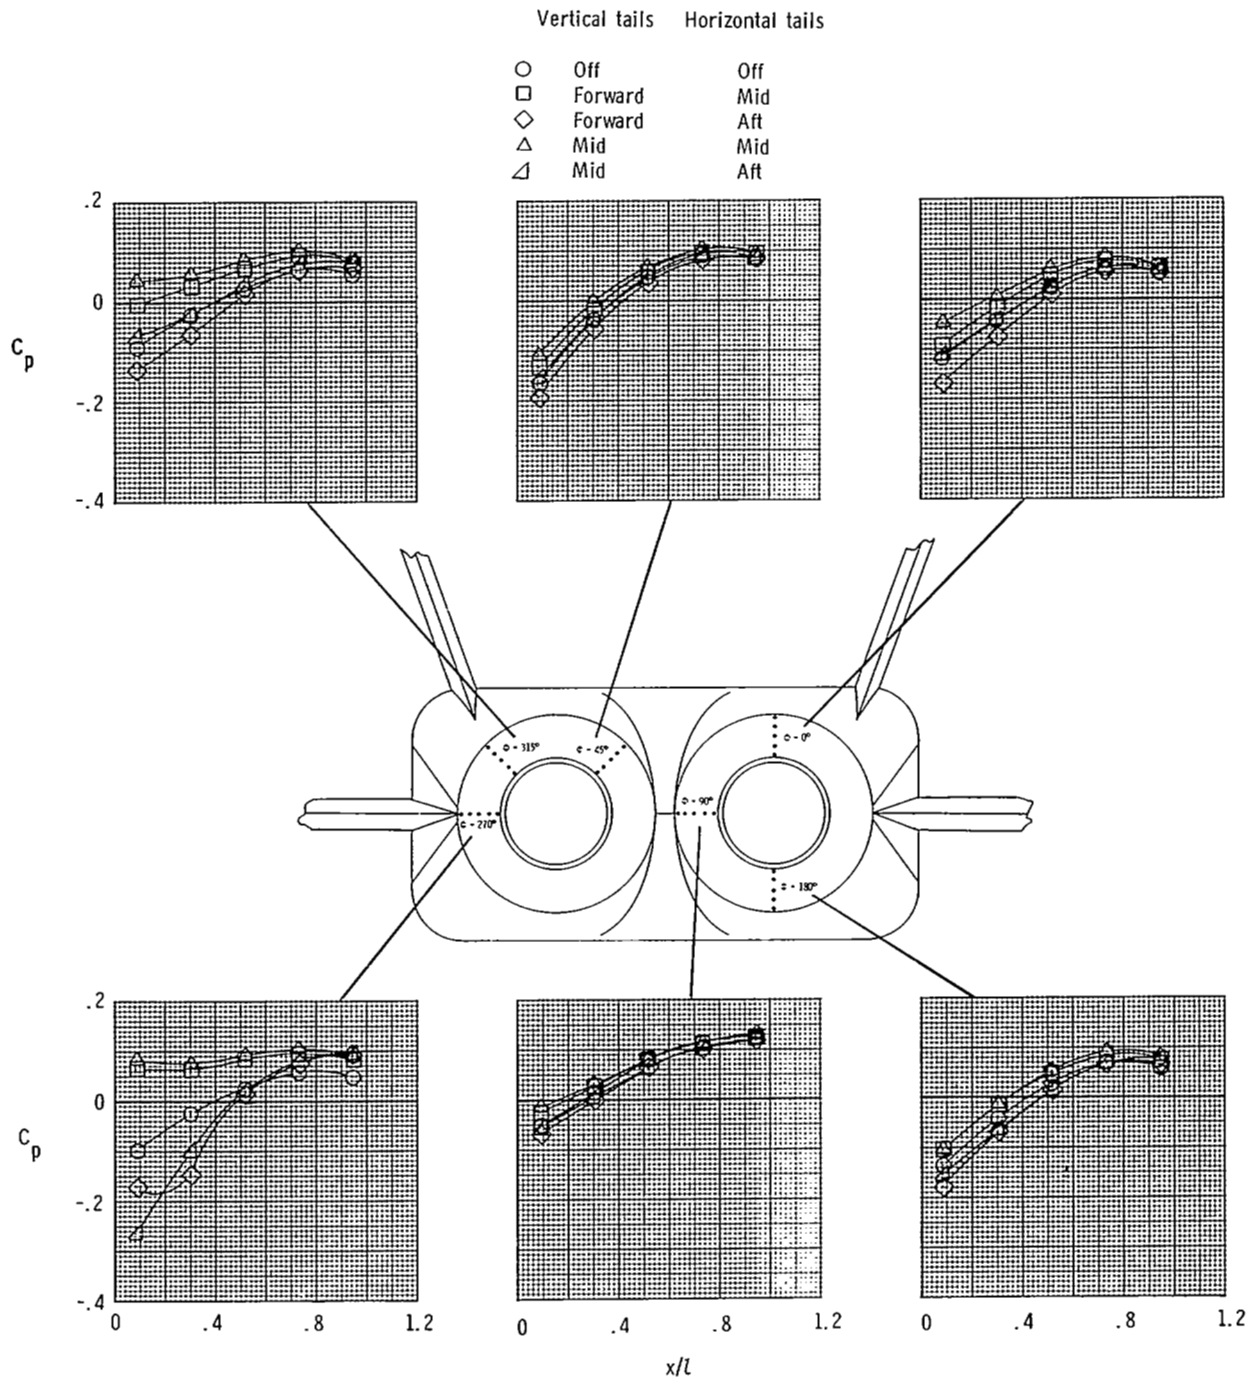 Vertical tails Horizontal tails
Off Off
Forward Mid
Forward Aft
Mid Mid
Mid Aft
.2
0
-.2
-.4
Cp
Φ - 315°
Φ - 45°
Φ - 0°
Φ - 90°
Φ - 270°
Φ - 180°
.2
0
-.2
-.4
Cp
0 .4 .8 1.2
0 .4 .8 1.2
0 .4 .8 1.2
x/l